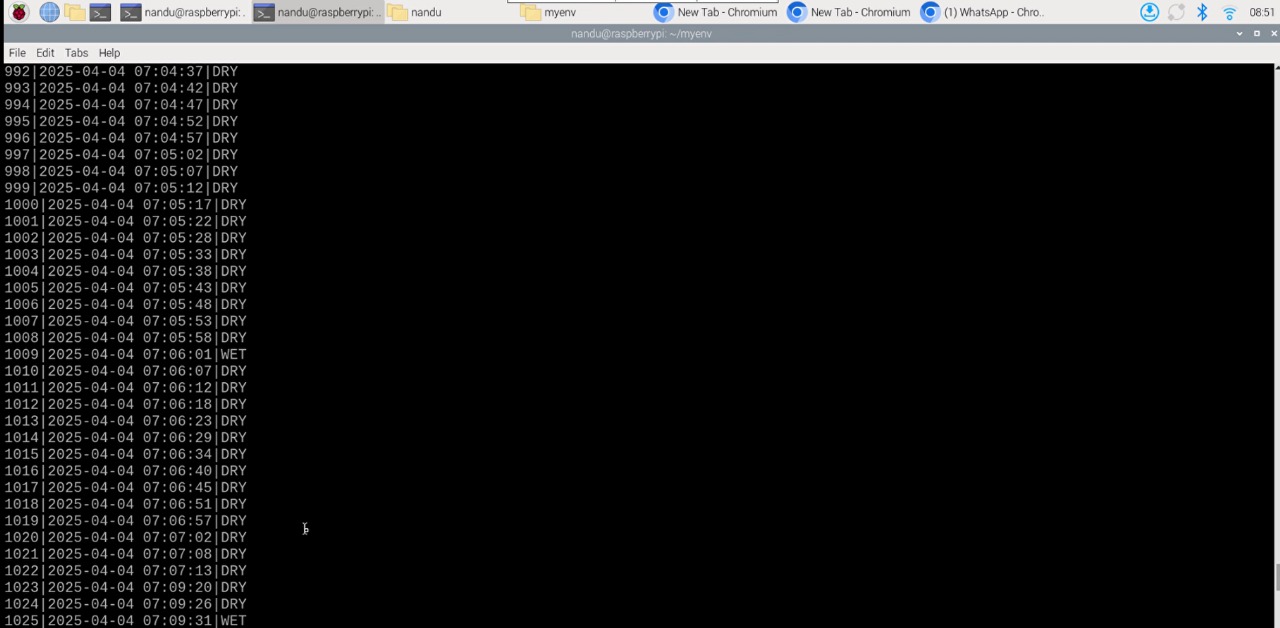 nandu@raspberrypi: . nandu@raspberrypi: .. nandu myenv New Tab - Chromium New Tab - Chromium (1) WhatsApp - Chro.. 08:51
nandu@raspberrypi: ~/myenv
File Edit Tabs Help
992|2025-04-04 07:04:37|DRY
993|2025-04-04 07:04:42|DRY
994|2025-04-04 07:04:47|DRY
995|2025-04-04 07:04:52|DRY
996|2025-04-04 07:04:57|DRY
997|2025-04-04 07:05:02|DRY
998|2025-04-04 07:05:07|DRY
999|2025-04-04 07:05:12|DRY
1000|2025-04-04 07:05:17|DRY
1001|2025-04-04 07:05:22|DRY
1002|2025-04-04 07:05:28|DRY
1003|2025-04-04 07:05:33|DRY
1004|2025-04-04 07:05:38|DRY
1005|2025-04-04 07:05:43|DRY
1006|2025-04-04 07:05:48|DRY
1007|2025-04-04 07:05:53|DRY
1008|2025-04-04 07:05:58|DRY
1009|2025-04-04 07:06:01|WET
1010|2025-04-04 07:06:07|DRY
1011|2025-04-04 07:06:12|DRY
1012|2025-04-04 07:06:18|DRY
1013|2025-04-04 07:06:23|DRY
1014|2025-04-04 07:06:29|DRY
1015|2025-04-04 07:06:34|DRY
1016|2025-04-04 07:06:40|DRY
1017|2025-04-04 07:06:45|DRY
1018|2025-04-04 07:06:51|DRY
1019|2025-04-04 07:06:57|DRY
1020|2025-04-04 07:07:02|DRY
1021|2025-04-04 07:07:08|DRY
1022|2025-04-04 07:07:13|DRY
1023|2025-04-04 07:09:20|DRY
1024|2025-04-04 07:09:26|DRY
1025|2025-04-04 07:09:31|WET